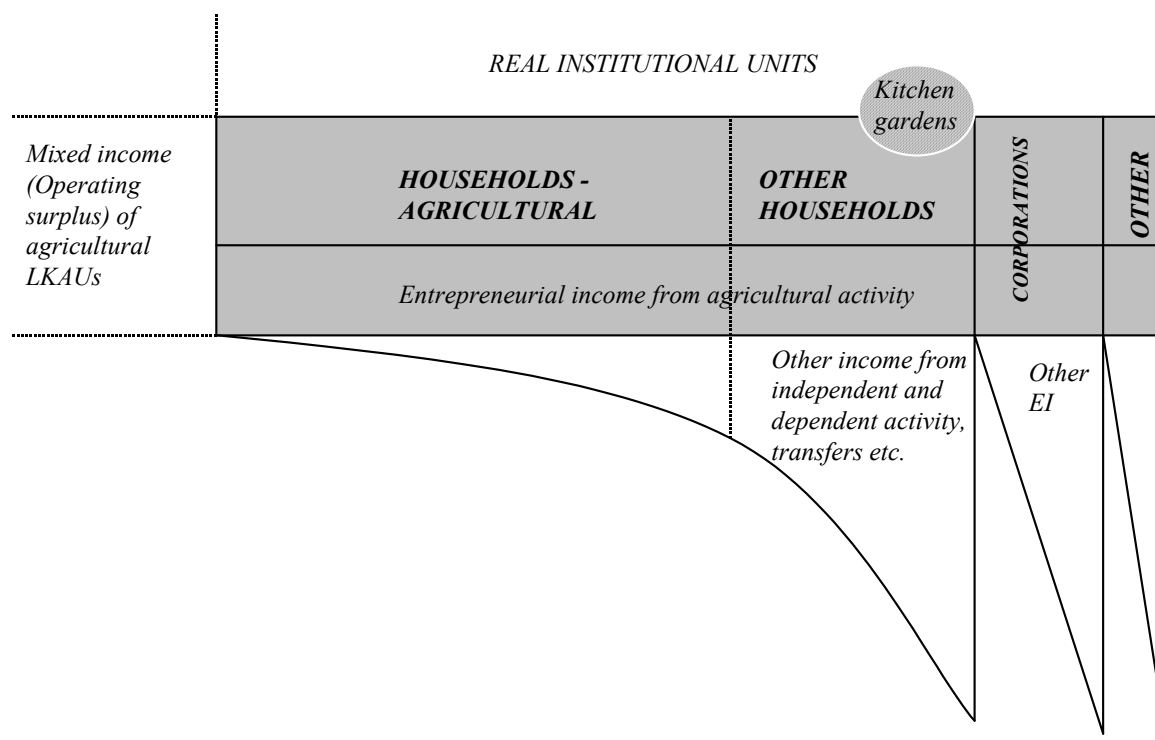 REAL INSTITUTIONAL UNITS
Kitchen
gardens
Mixed income
(Operating
surplus) of
agricultural
LKAUs
HOUSEHOLDS -
AGRICULTURAL
OTHER
HOUSEHOLDS
CORPORATIONS
OTHER
Entrepreneurial income from agricultural activity
Other income from
independent and
dependent activity,
transfers etc.
Other
EI